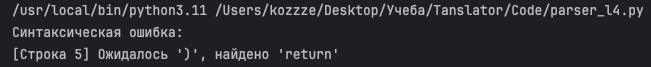 /usr/local/bin/python3.11 /Users/kozzze/Desktop/Учеба/Tanslator/Code/parser_l4.py
Синтаксическая ошибка:
[Строка 5] Ожидалось ')', найдено 'return'